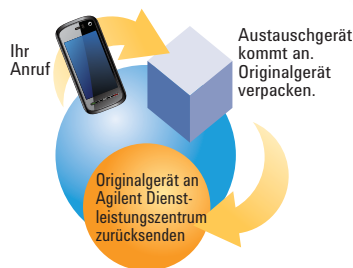 Ihr
Anruf
Austauschgerät
kommt an.
Originalgerät
verpacken.
Originalgerät an
Agilent Dienst-
leistungszentrum
zurücksenden